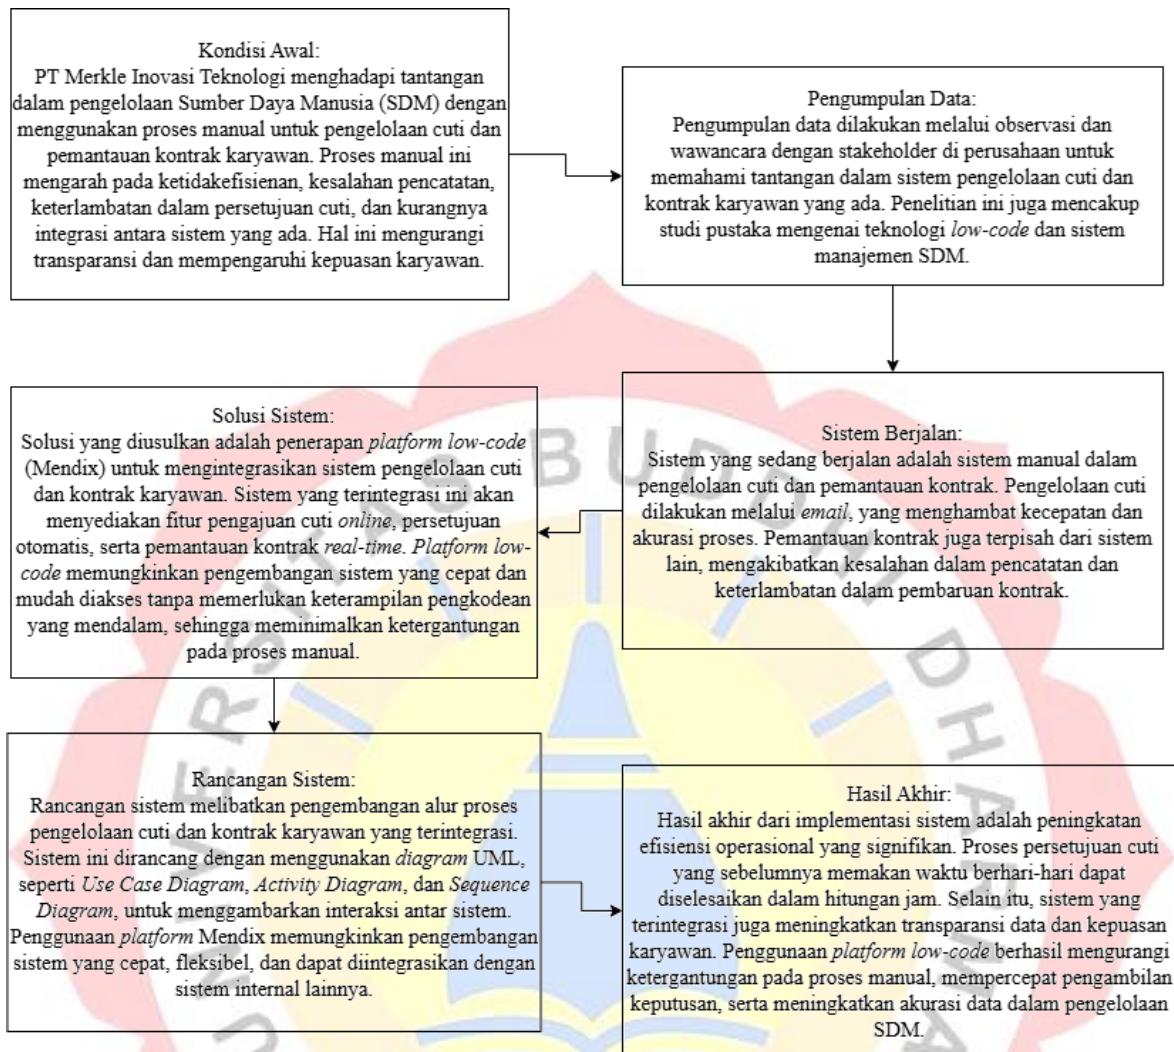 Kondisi Awal:
PT Merkle Inovasi Teknologi menghadapi tantangan
dalam pengelolaan Sumber Daya Manusia (SDM) dengan
menggunakan proses manual untuk pengelolaan cuti dan
pemantauan kontrak karyawan. Proses manual ini
mengarah pada ketidakefisienan, kesalahan pencatatan,
keterlambatan dalam persetujuan cuti, dan kurangnya
integrasi antara sistem yang ada. Hal ini mengurangi
transparansi dan mempengaruhi kepuasan karyawan.
Pengumpulan Data:
Pengumpulan data dilakukan melalui observasi dan
wawancara dengan stakeholder di perusahaan untuk
memahami tantangan dalam sistem pengelolaan cuti dan
kontrak karyawan yang ada. Penelitian ini juga mencakup
studi pustaka mengenai teknologi low-code dan sistem
manajemen SDM.
Sistem Berjalan:
Sistem yang sedang berjalan adalah sistem manual dalam
pengelolaan cuti dan pemantauan kontrak. Pengelolaan cuti
dilakukan melalui email, yang menghambat kecepatan dan
akurasi proses. Pemantauan kontrak juga terpisah dari sistem
lain, mengakibatkan kesalahan dalam pencatatan dan
keterlambatan dalam pembaruan kontrak.
Solusi Sistem:
Solusi yang diusulkan adalah penerapan platform low-code
(Mendix) untuk mengintegrasikan sistem pengelolaan cuti
dan kontrak karyawan. Sistem yang terintegrasi ini akan
menyediakan fitur pengajuan cuti online, persetujuan
otomatis, serta pemantauan kontrak real-time. Platform low-
code memungkinkan pengembangan sistem yang cepat dan
mudah diakses tanpa memerlukan keterampilan pengkodean
yang mendalam, sehingga meminimalkan ketergantungan
pada proses manual.
Rancangan Sistem:
Rancangan sistem melibatkan pengembangan alur proses
pengelolaan cuti dan kontrak karyawan yang terintegrasi.
Sistem ini dirancang dengan menggunakan diagram UML,
seperti Use Case Diagram, Activity Diagram, dan Sequence
Diagram, untuk menggambarkan interaksi antar sistem.
Penggunaan platform Mendix memungkinkan pengembangan
sistem yang cepat, fleksibel, dan dapat diintegrasikan dengan
sistem internal lainnya.
Hasil Akhir:
Hasil akhir dari implementasi sistem adalah peningkatan
efisiensi operasional yang signifikan. Proses persetujuan cuti
yang sebelumnya memakan waktu berhari-hari dapat
diselesaikan dalam hitungan jam. Selain itu, sistem yang
terintegrasi juga meningkatkan transparansi data dan kepuasan
karyawan. Penggunaan platform low-code berhasil mengurangi
ketergantungan pada proses manual, mempercepat pengambilan
keputusan, serta meningkatkan akurasi data dalam pengelolaan
SDM.
UNIVERSITAS BUDDHI DHARMA